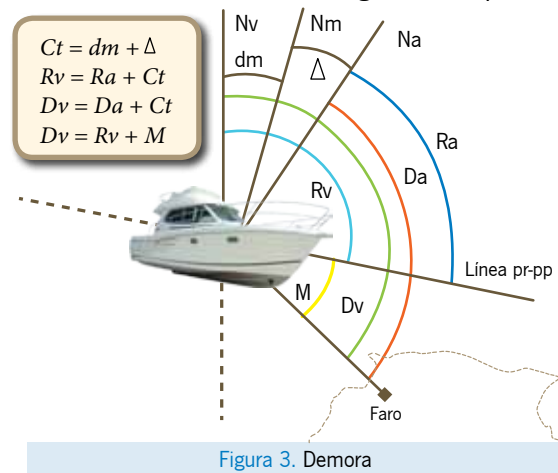 Ct = dm + Δ
Rv = Ra + Ct
Dv = Da + Ct
Dv = Rv + M
Nv
Nm
Na
dm
Δ
Ra
Da
Rv
Línea pr-pp
M
Dv
Faro
Figura 3. Demora